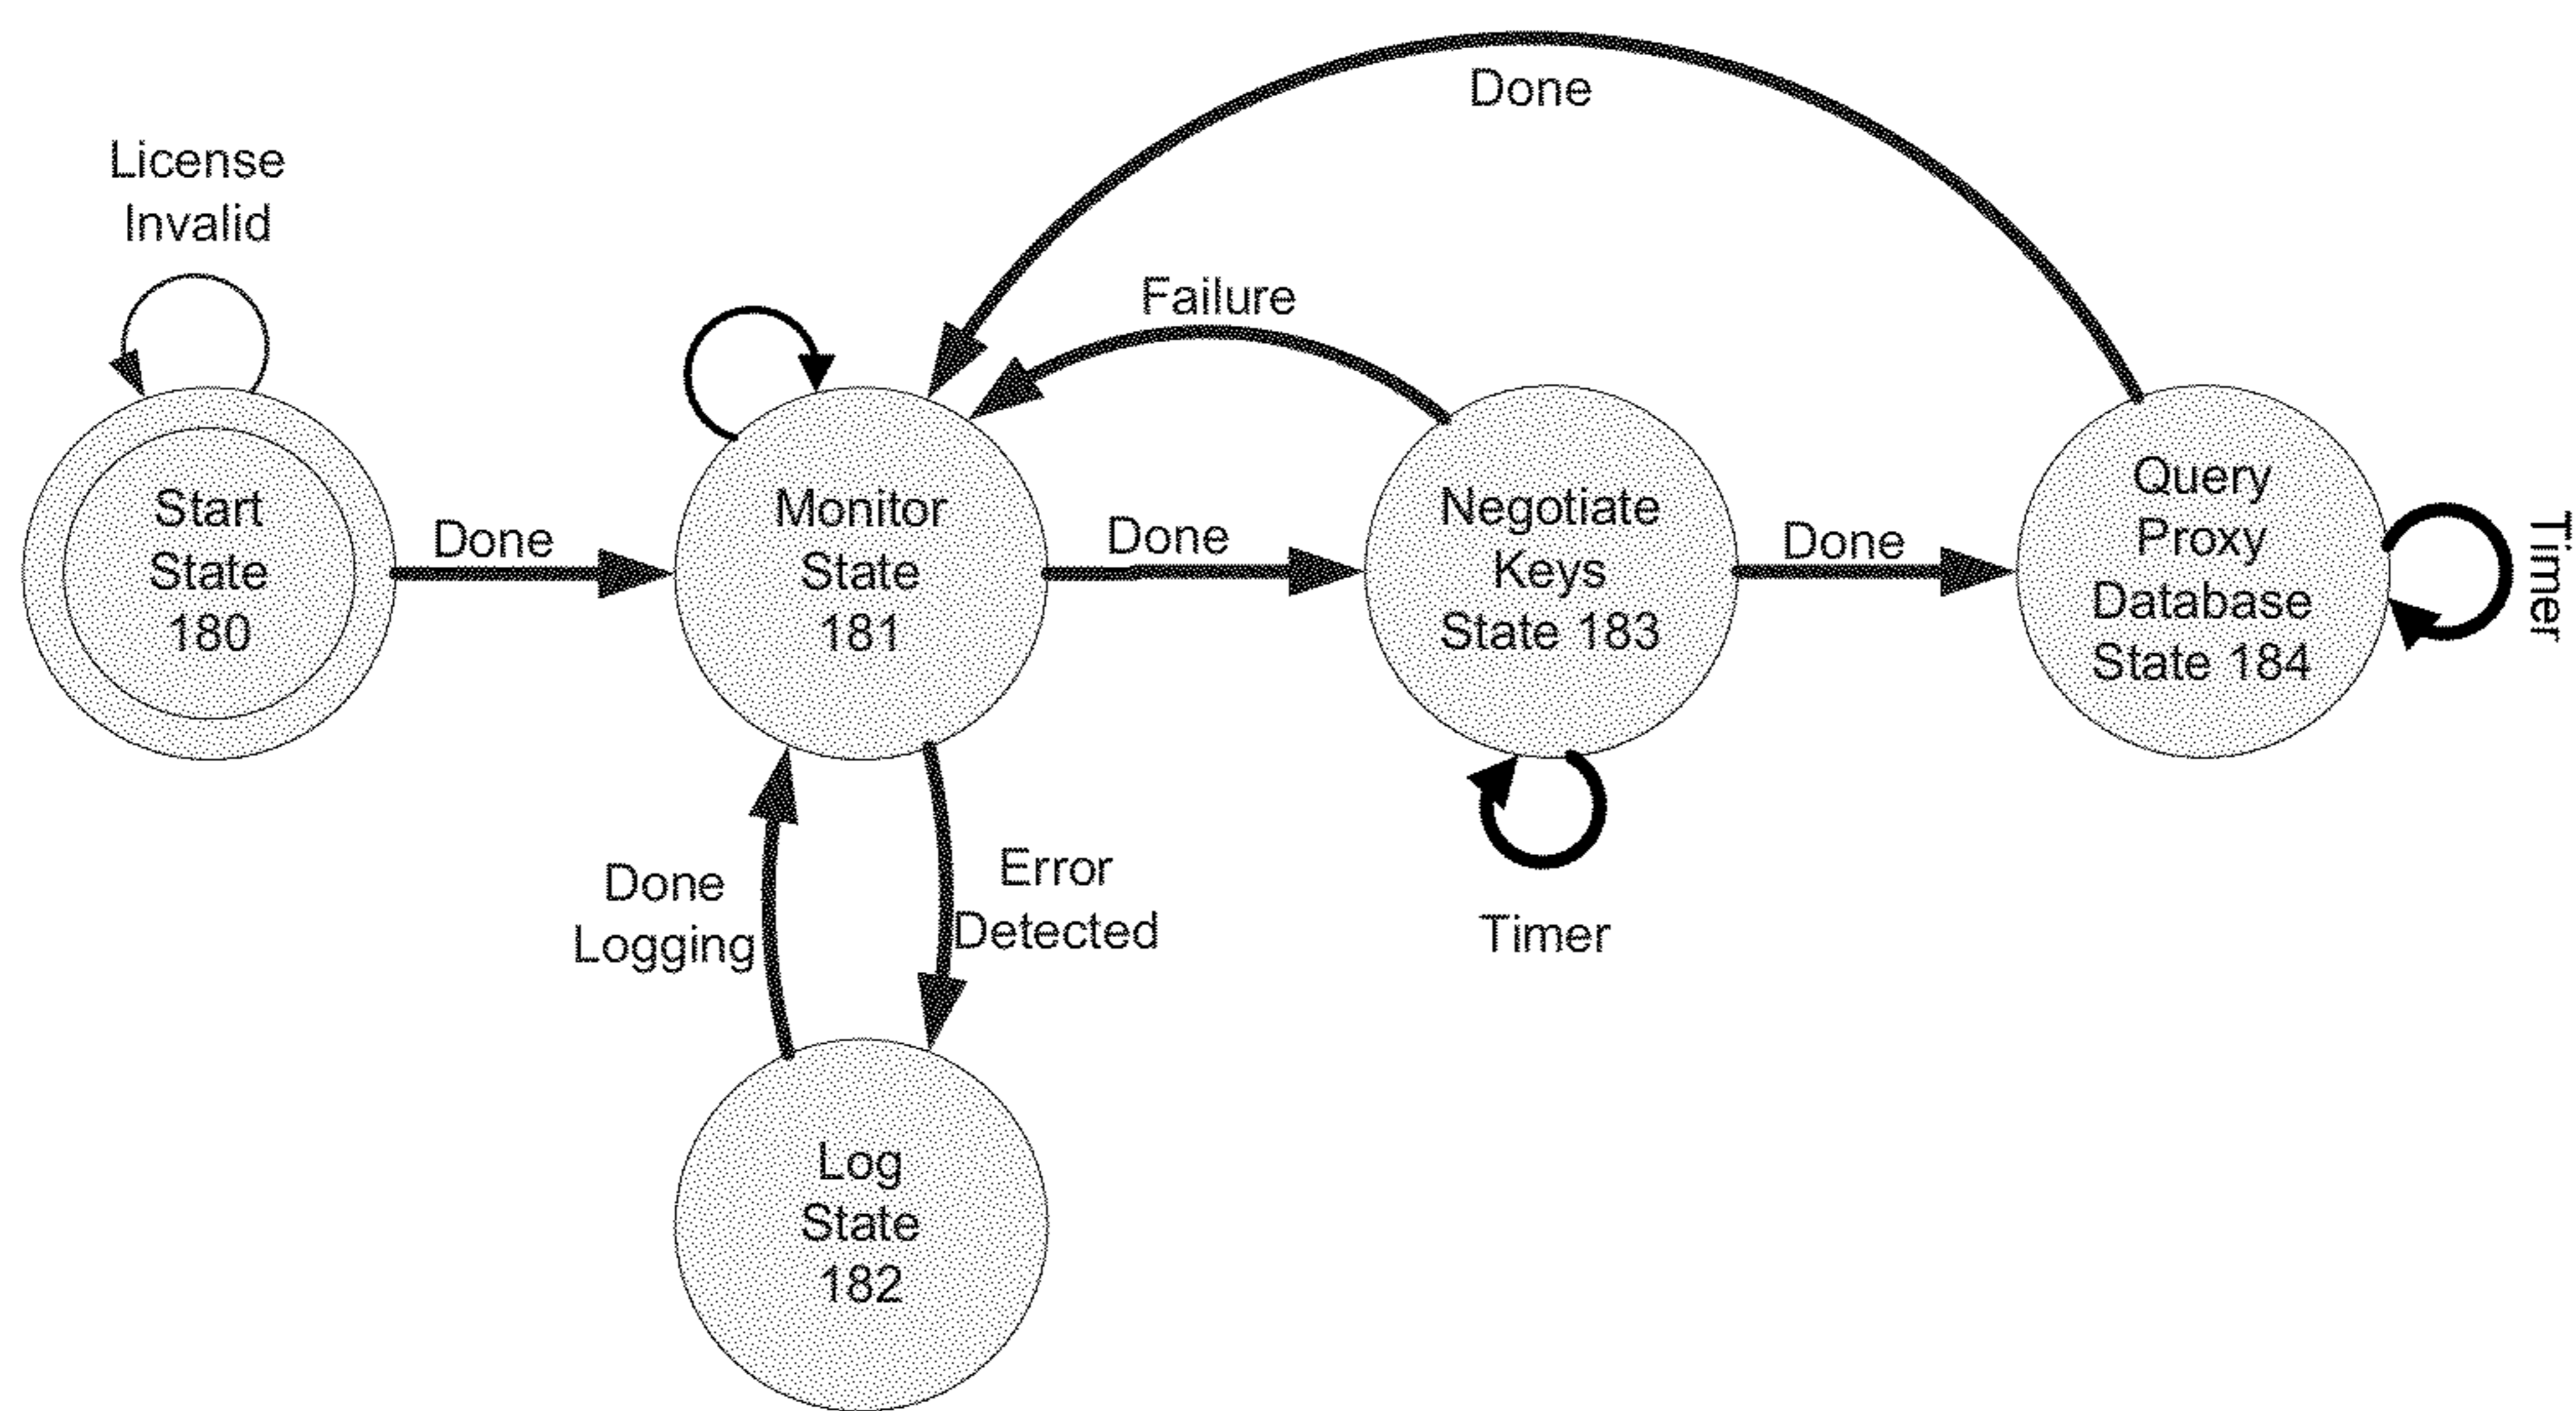 Done
License
Invalid
Failure
Start
State
180
Done
Monitor
State
181
Done
Negotiate
Keys
State 183
Done
Query
Proxy
Database
State 184
Timer
Done
Logging
Error
Detected
Timer
Log
State
182